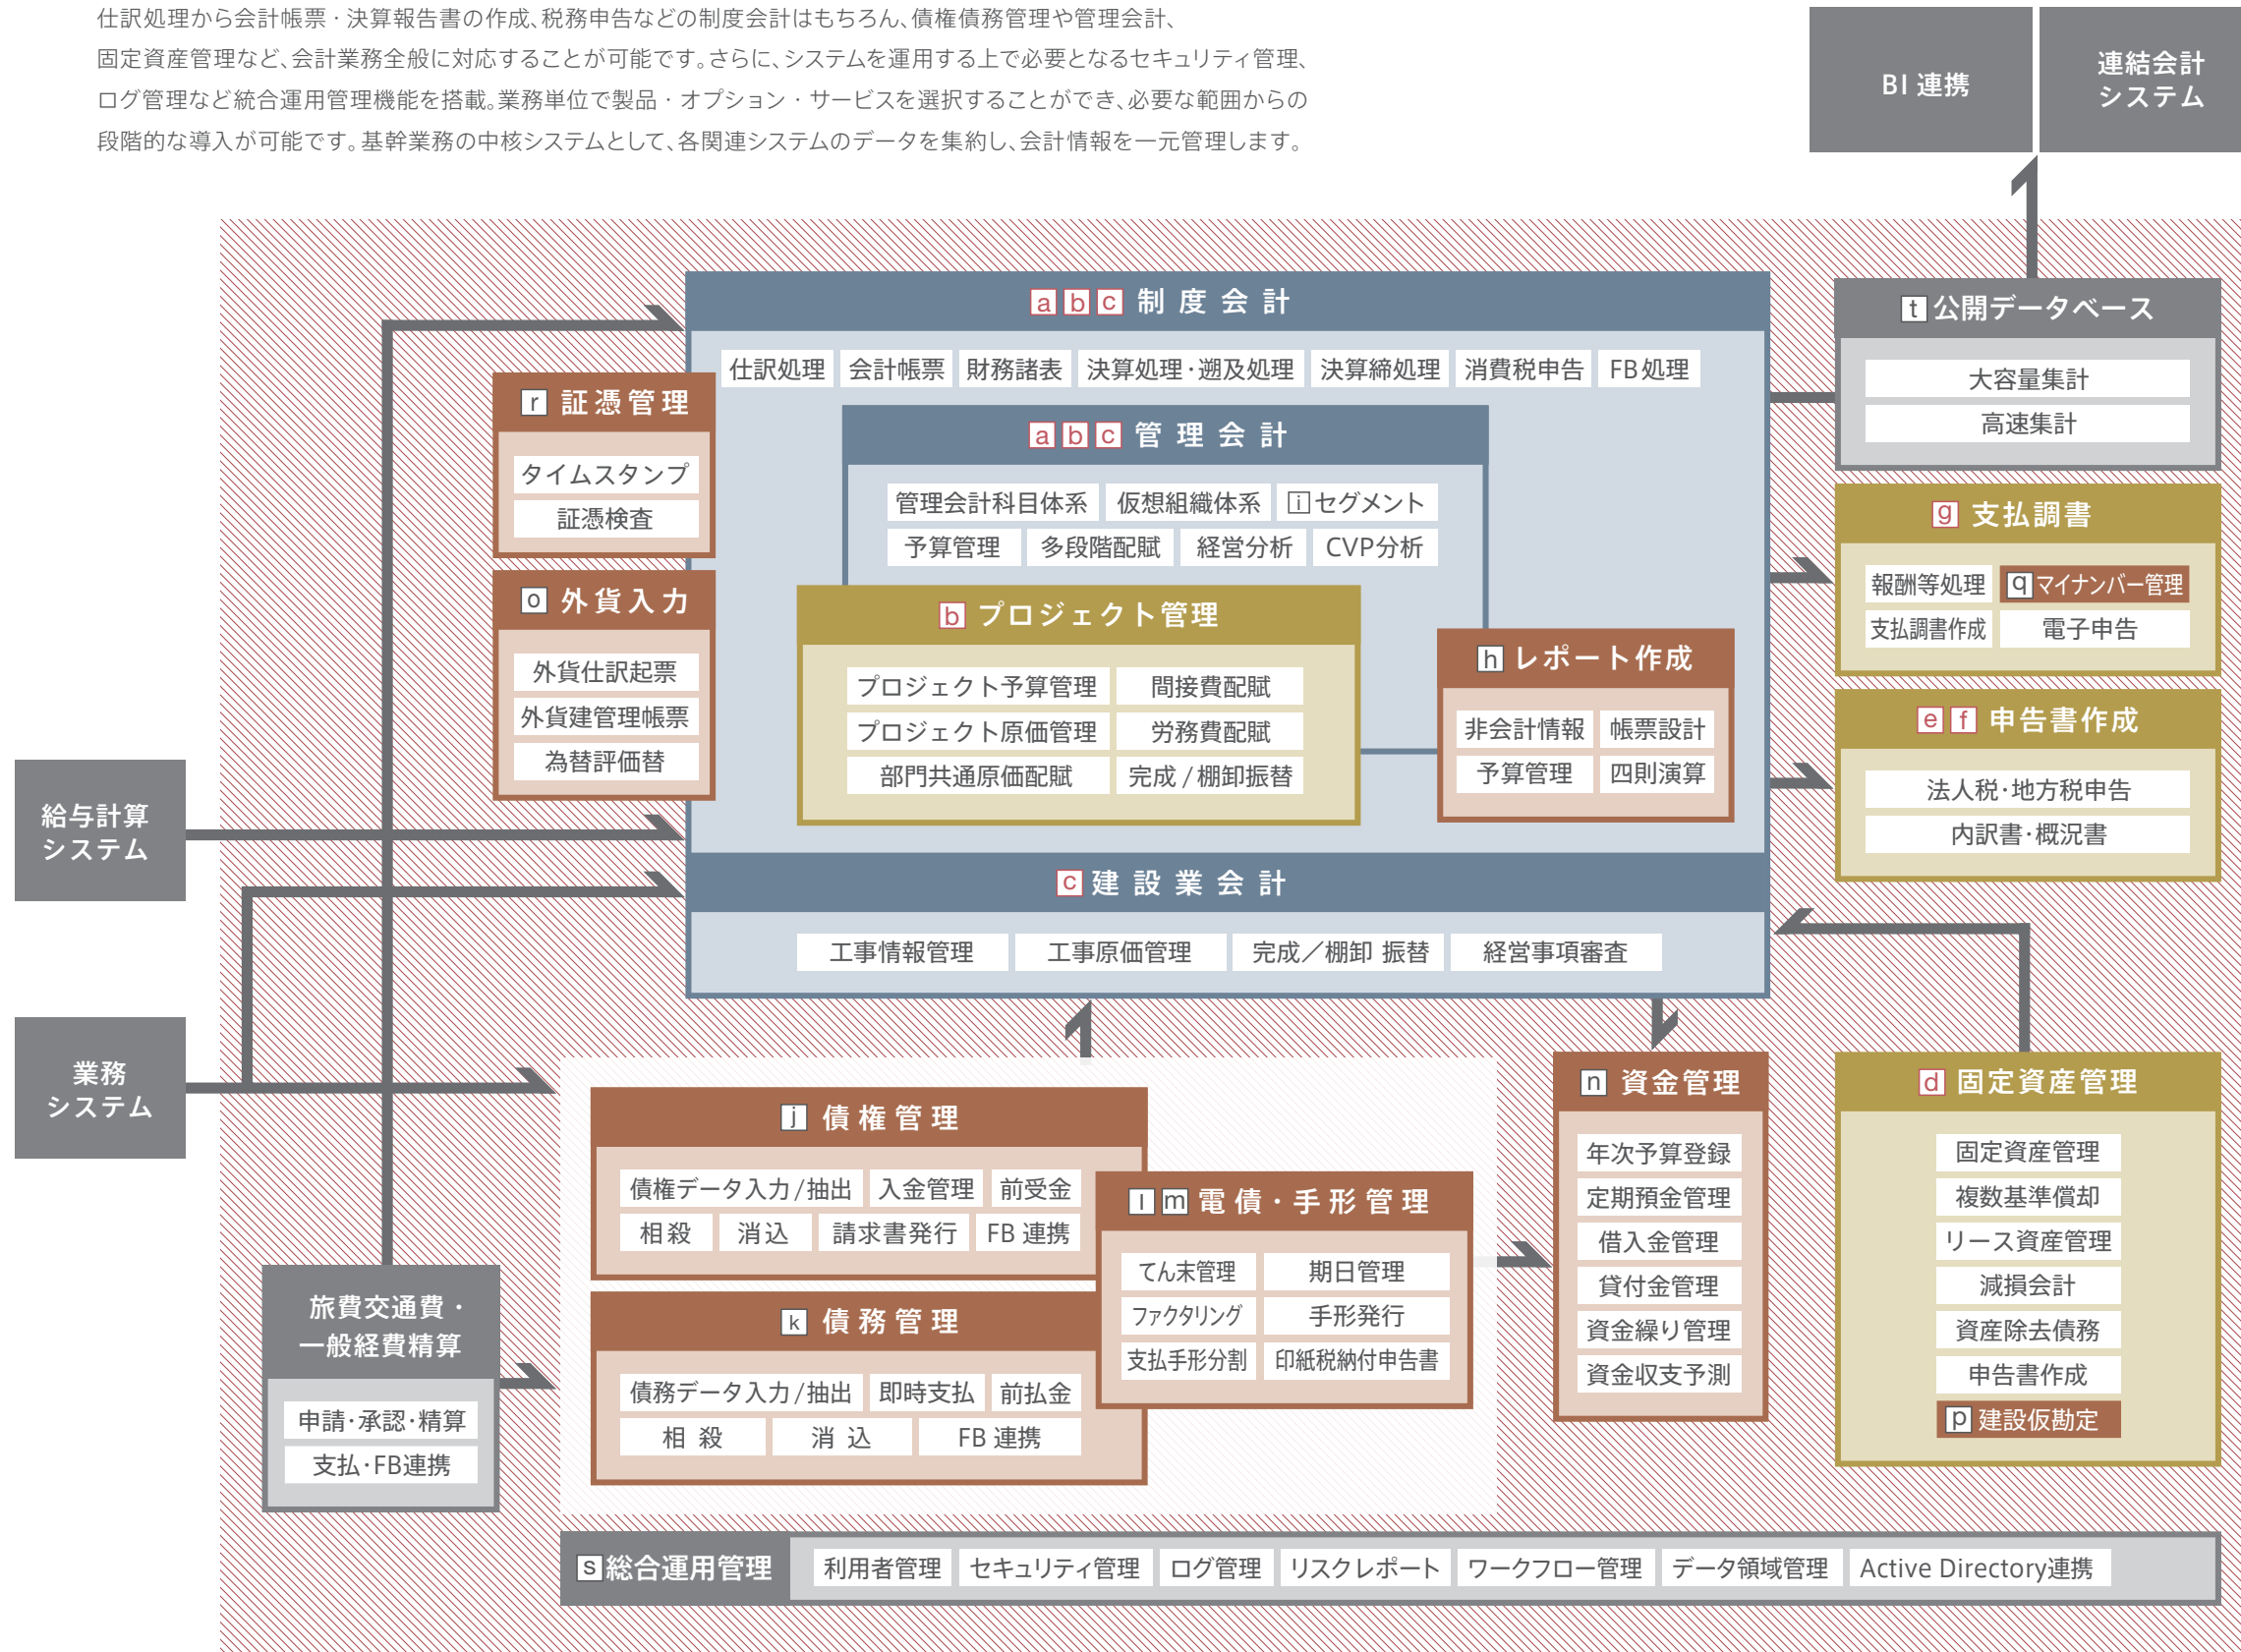 仕訳処理から会計帳票・決算報告書の作成、税務申告などの制度会計はもちろん、債権債務管理や管理会計、
固定資産管理など、会計業務全般に対応することが可能です。さらに、システムを運用する上で必要となるセキュリティ管理、
ログ管理など統合運用管理機能を搭載。業務単位で製品・オプション・サービスを選択することができ、必要な範囲からの
段階的な導入が可能です。基幹業務の中核システムとして、各関連システムのデータを集約し、会計情報を一元管理します。
BI 連携
連結会計
システム
a b c 制度会計
仕訳処理 会計帳票 財務諸表 決算処理・遡及処理 決算締処理 消費税申告 FB処理
r 証憑管理
タイムスタンプ
証憑検査
o 外貨入力
外貨仕訳起票
外貨建管理帳票
為替評価替
a b c 管理会計
管理会計科目体系 仮想組織体系 i セグメント
予算管理 多段階配賦 経営分析 CVP分析
b プロジェクト管理
プロジェクト予算管理 間接費配賦
プロジェクト原価管理 労務費配賦
部門共通原価配賦 完成/棚卸振替
h レポート作成
非会計情報 帳票設計
予算管理 四則演算
c 建設業会計
工事情報管理 工事原価管理 完成／棚卸 振替 経営事項審査
t 公開データベース
大容量集計
高速集計
g 支払調書
報酬等処理 q マイナンバー管理
支払調書作成 電子申告
e f 申告書作成
法人税・地方税申告
内訳書・概況書
給与計算
システム
業務
システム
旅費交通費・
一般経費精算
申請・承認・精算
支払・FB連携
j 債権管理
債権データ入力/抽出 入金管理 前受金
相殺 消込 請求書発行 FB 連携
k 債務管理
債務データ入力/抽出 即時支払 前払金
相殺 消込 FB 連携
l m 電債・手形管理
てん末管理 期日管理
ファクタリング 手形発行
支払手形分割 印紙税納付申告書
n 資金管理
年次予算登録
定期預金管理
借入金管理
貸付金管理
資金繰り管理
資金収支予測
d 固定資産管理
固定資産管理
複数基準償却
リース資産管理
減損会計
資産除去債務
申告書作成
p 建設仮勘定
s 総合運用管理
利用者管理 セキュリティ管理 ログ管理 リスクレポート ワークフロー管理 データ領域管理 Active Directory連携